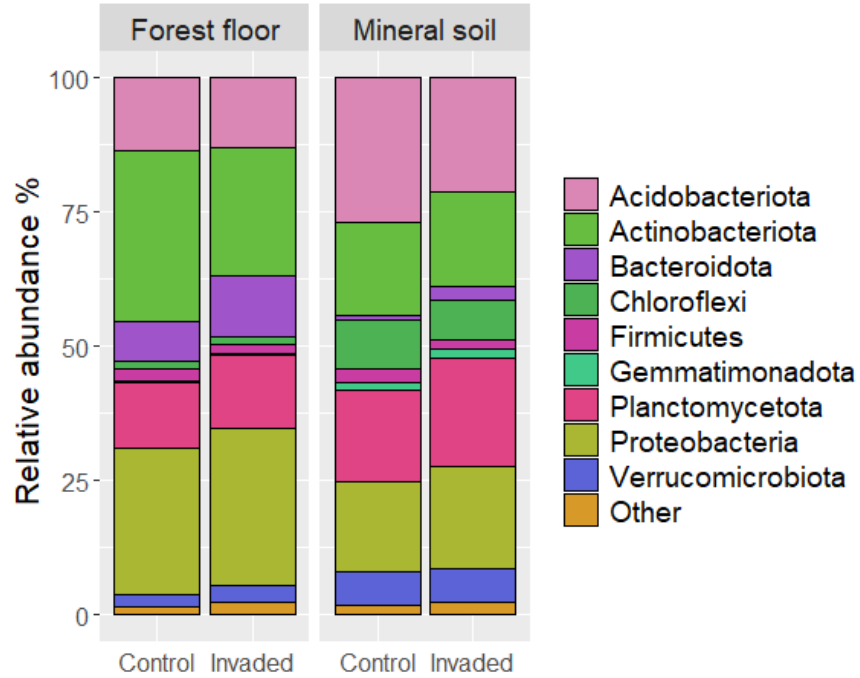 Forest floor
Mineral soil
Relative abundance %
100
75
50
25
0
Control
Invaded
Control
Invaded
Acidobacteriota
Actinobacteriota
Bacteroidota
Chloroflexi
Firmicutes
Gemmatimonadota
Planctomycetota
Proteobacteria
Verrucomicrobiota
Other